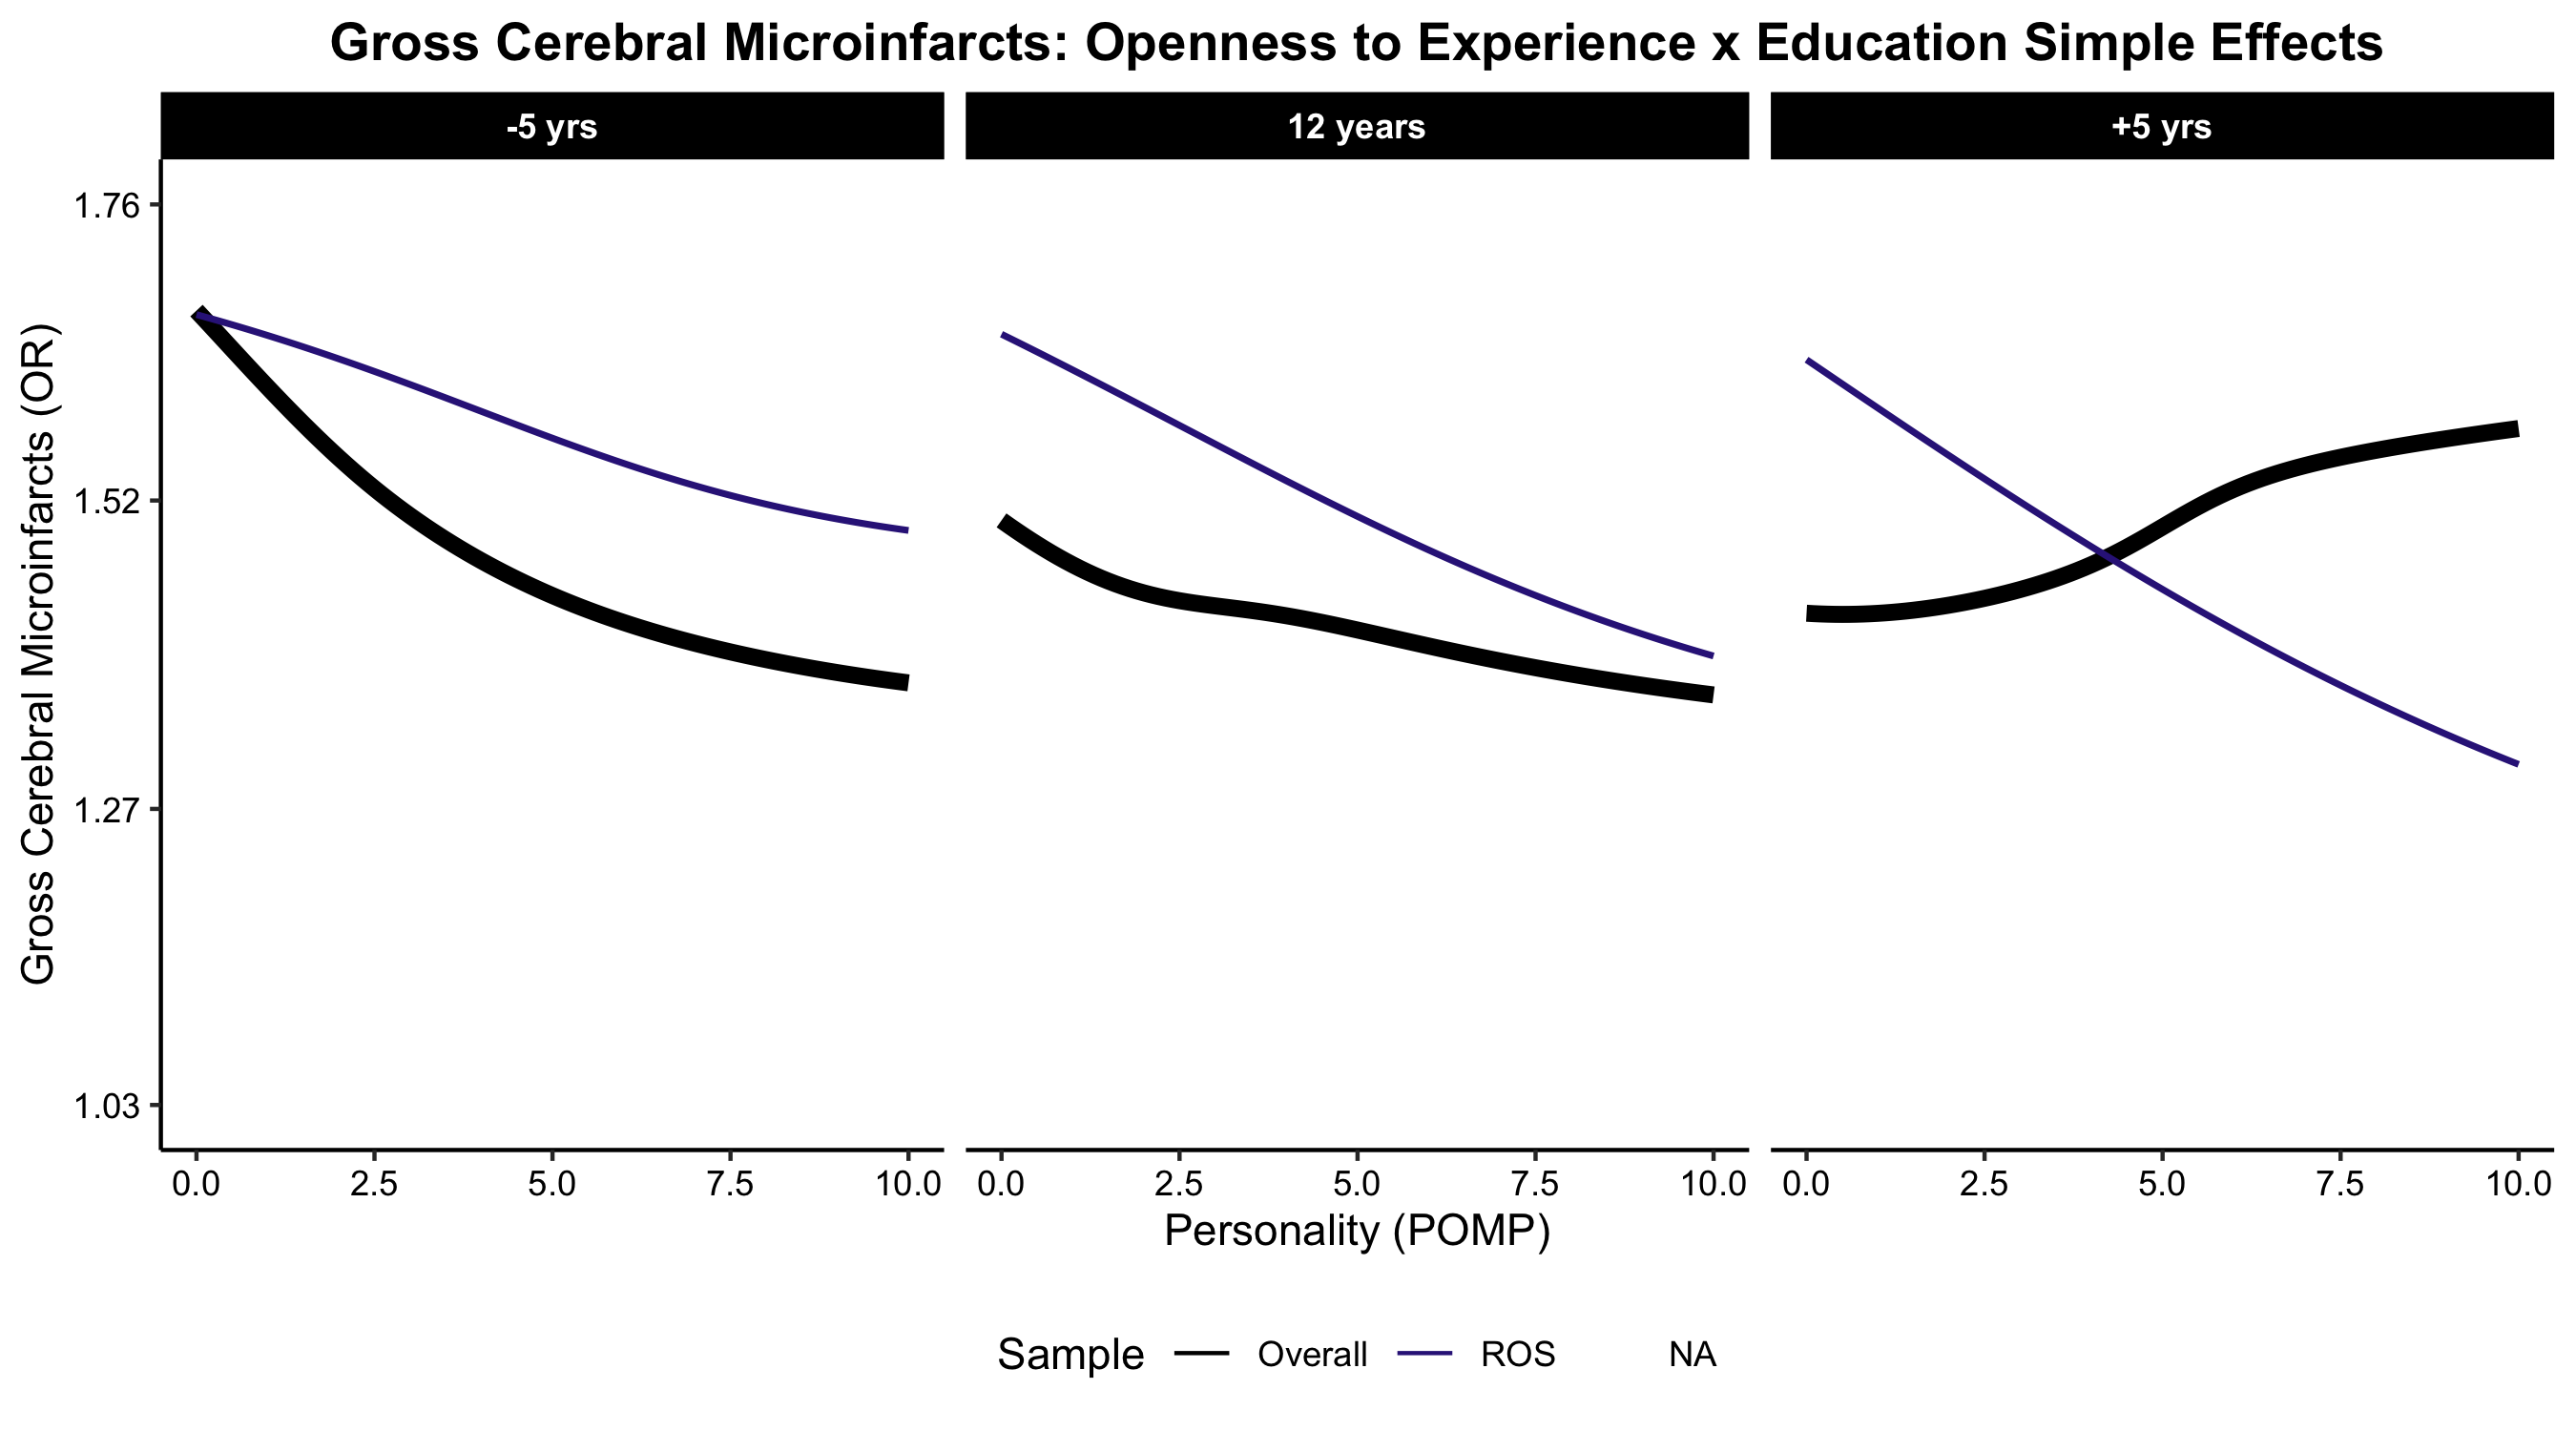 Gross Cerebral Microinfarcts: Openness to Experience x Education Simple Effects
-5 yrs
12 years
+5 yrs
Gross Cerebral Microinfarcts (OR)
1.76
1.52
1.27
1.03
0.0 2.5 5.0 7.5 10.0
0.0 2.5 5.0 7.5 10.0
0.0 2.5 5.0 7.5 10.0
Personality (POMP)
Sample Overall ROS NA